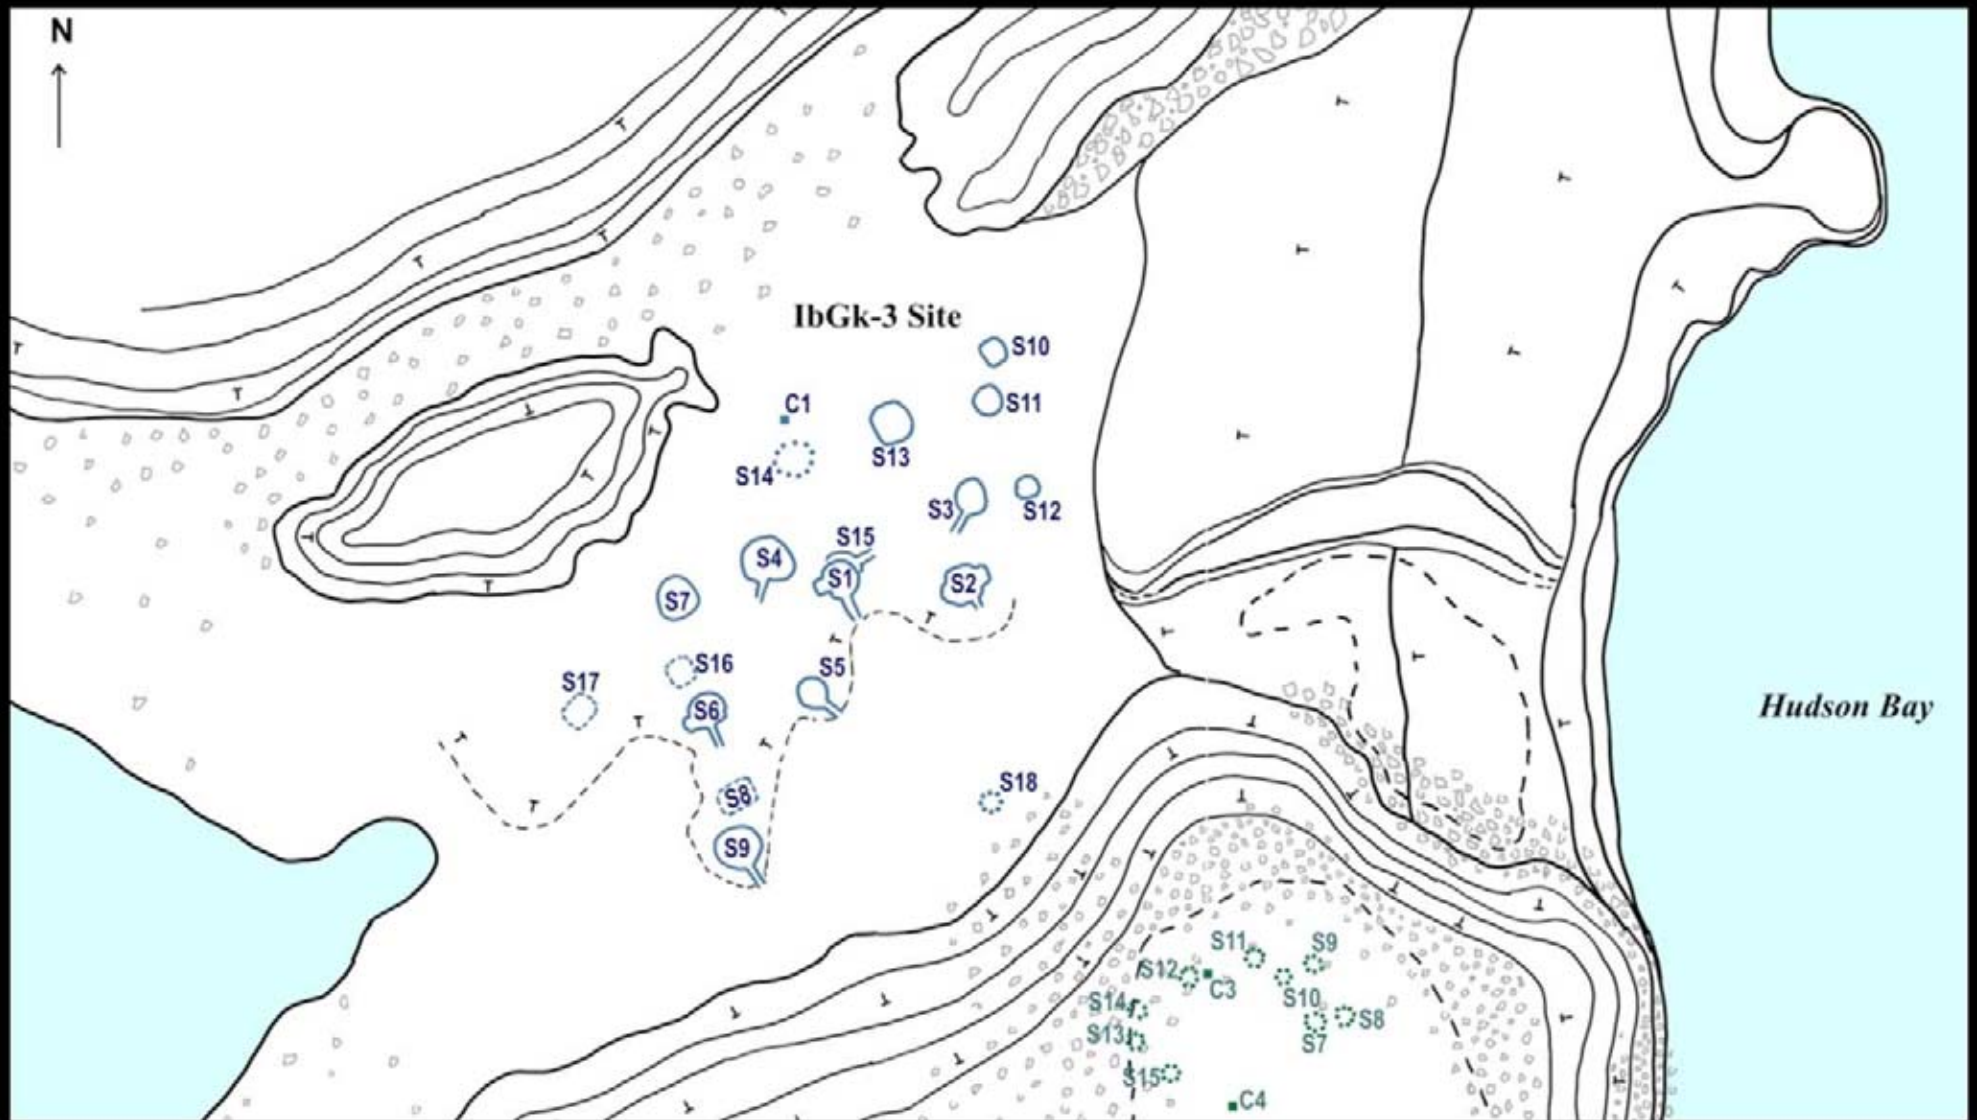 N
IbGk-3 Site
S10
C1
S11
S13
S14
S3
S12
S15
S4
S1
S2
S7
S16
S5
S17
S6
Hudson Bay
S18
S8
S9
S11
S9
S12
C3
S10
S14
S8
S13
S7
S15
C4